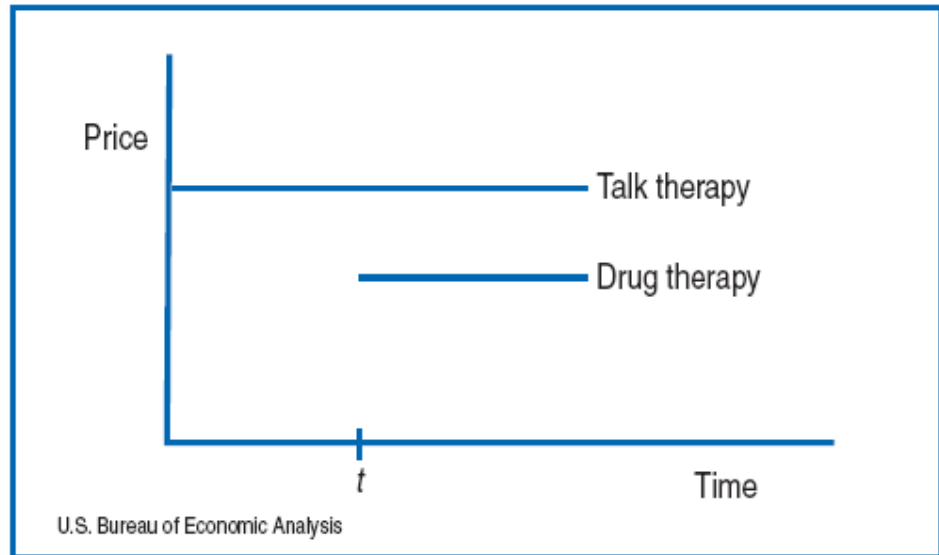 Price
Talk therapy
Drug therapy
t
Time
U.S. Bureau of Economic Analysis